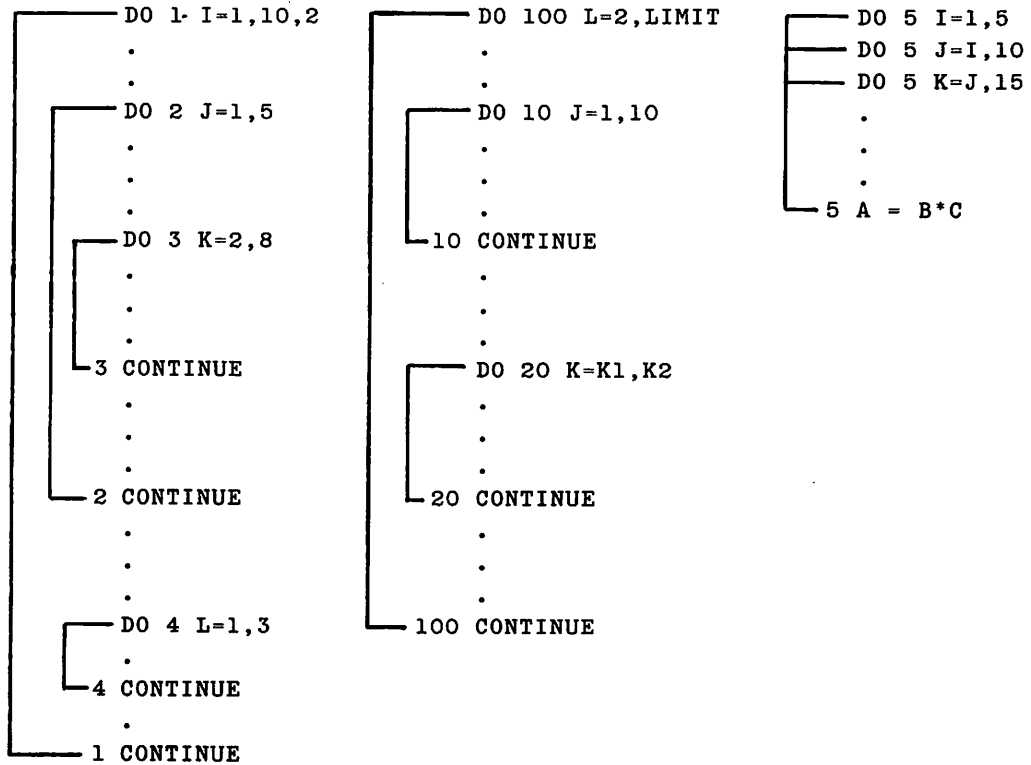 DO 1 I=1,10,2
.
.
DO 2 J=1,5
.
.
.
DO 3 K=2,8
.
.
.
3 CONTINUE
.
.
.
2 CONTINUE
.
.
.
DO 4 L=1,3
.
4 CONTINUE
.
1 CONTINUE
DO 100 L=2,LIMIT
.
.
DO 10 J=1,10
.
.
.
10 CONTINUE
.
.
.
DO 20 K=K1,K2
.
.
.
20 CONTINUE
.
.
.
100 CONTINUE
DO 5 I=1,5
DO 5 J=I,10
DO 5 K=J,15
.
.
.
5 A = B*C